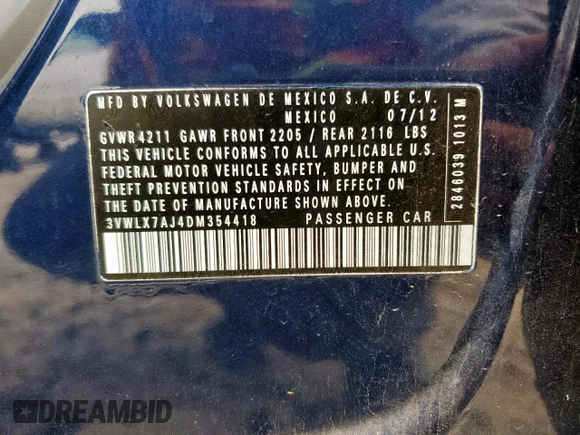 MFD BY VOLKSWAGEN DE MEXICO S.A. DE C.V.
MEXICO 07/12
GVWR 4211 GAWR FRONT 2205 / REAR 2116 LBS
THIS VEHICLE CONFORMS TO ALL APPLICABLE U.S.
FEDERAL MOTOR VEHICLE SAFETY, BUMPER AND
THEFT PREVENTION STANDARDS IN EFFECT ON
THE DATE OF MANUFACTURE SHOWN ABOVE.
3VWLX7AJ4DM354418 PASSENGER CAR
2846039 1013 M
DREAMBID